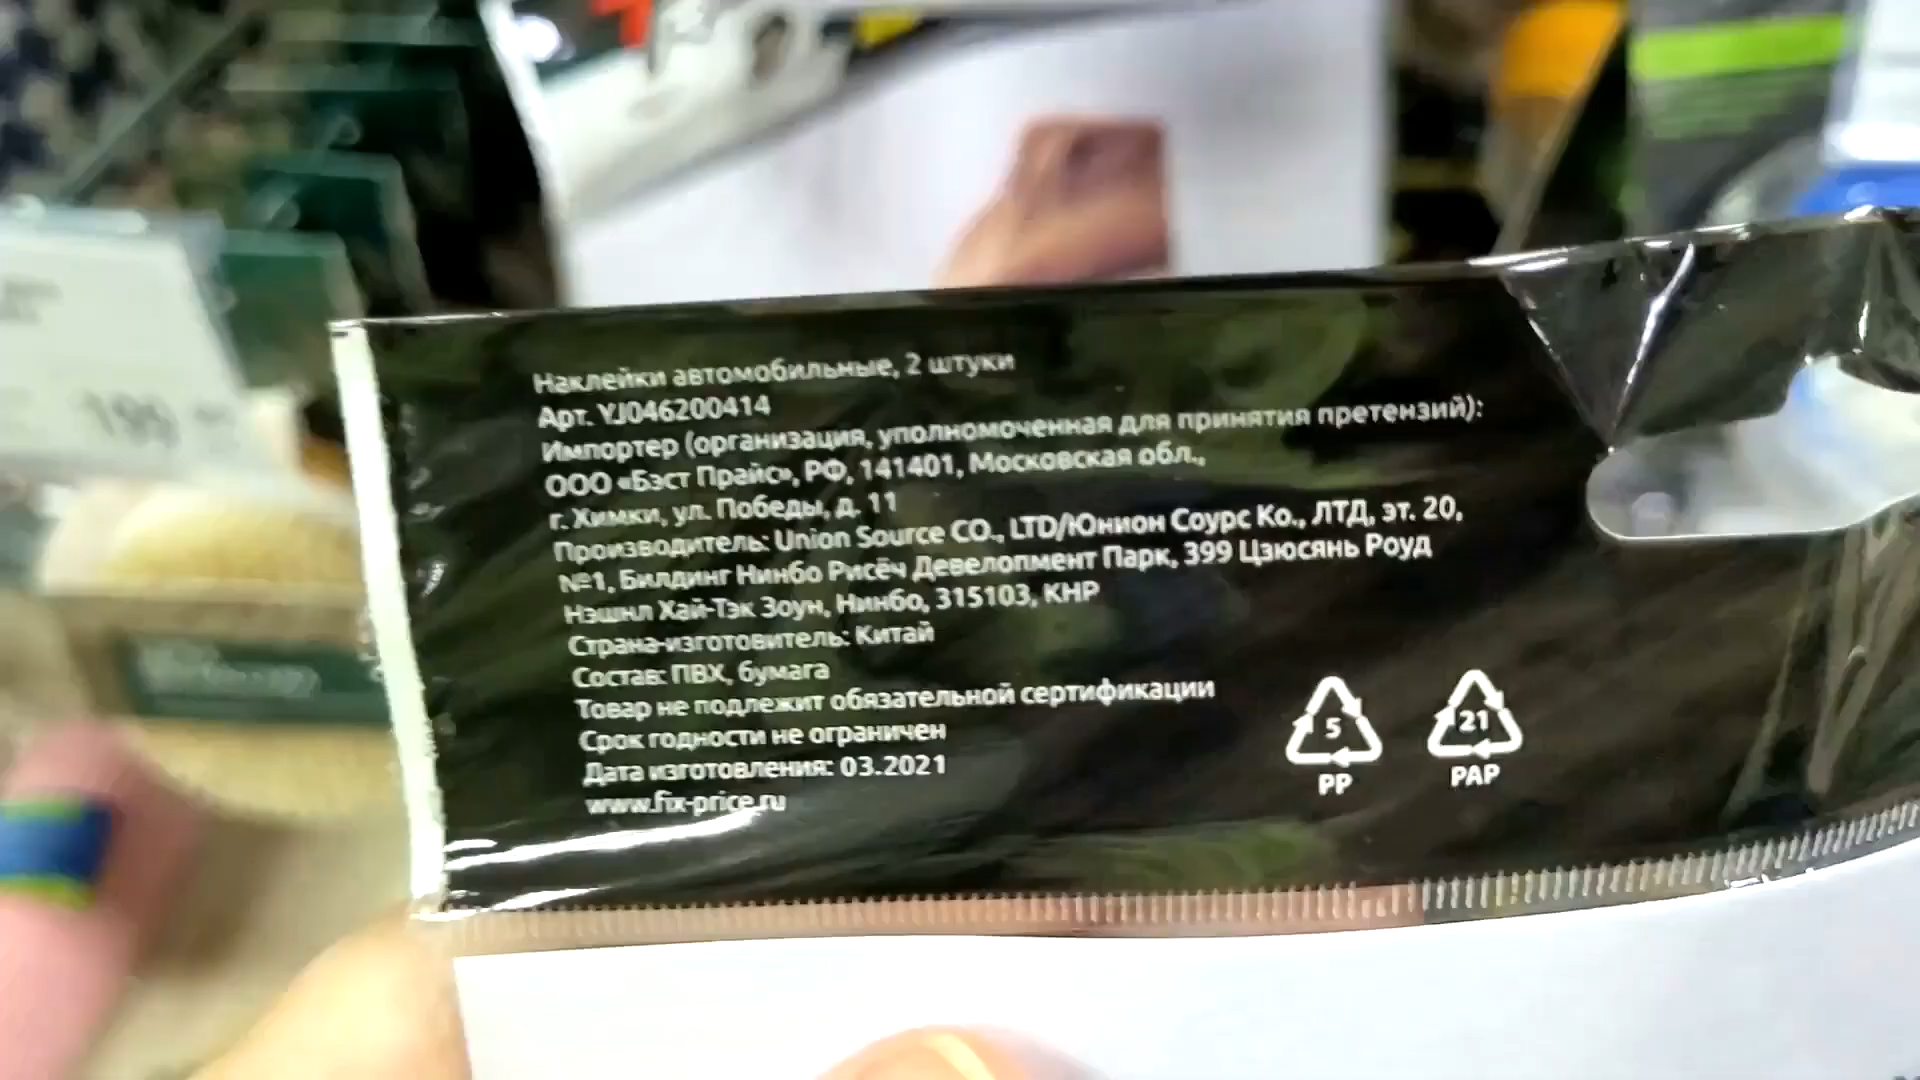 Наклейки автомобильные, 2 штуки
Арт. YJ046200414
Импортер (организация, уполномоченная для принятия претензий):
ООО «Бэст Прайс», РФ, 141401, Московская обл.,
г. Химки, ул. Победы, д. 11
Производитель: Union Source CO., LTD/Юнион Соурс Ко., ЛТД, эт. 20,
№1, Билдинг Нинбо Рисёч Девелопмент Парк, 399 Цзюсянь Роуд
Нэшнл Хай-Тэк Зоун, Нинбо, 315103, КНР
Страна-изготовитель: Китай
Состав: ПВХ, бумага
Товар не подлежит обязательной сертификации
Срок годности не ограничен
Дата изготовления: 03.2021
www.fix-price.ru
5
PP
21
PAP
199